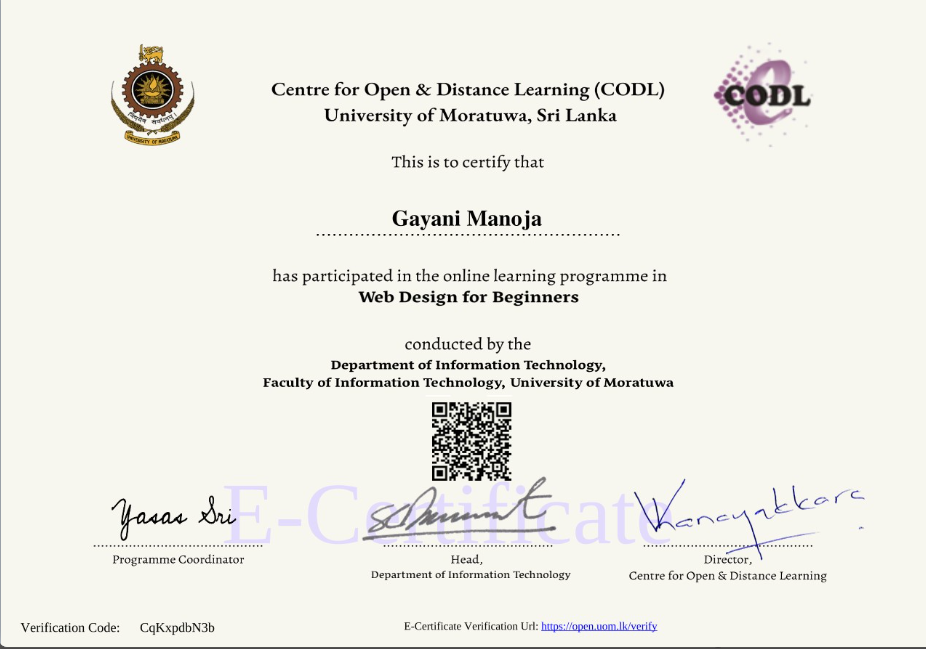 Centre for Open & Distance Learning (CODL)
University of Moratuwa, Sri Lanka
UNIVERSITY OF MORATUWA
CODL
This is to certify that
Gayani Manoja
has participated in the online learning programme in
Web Design for Beginners
conducted by the
Department of Information Technology,
Faculty of Information Technology, University of Moratuwa
E-Certificate
Yasas Sri
Programme Coordinator
Head,
Department of Information Technology
Director,
Centre for Open & Distance Learning
Verification Code: CqKxpdbN3b
E-Certificate Verification Url: https://open.uom.lk/verify